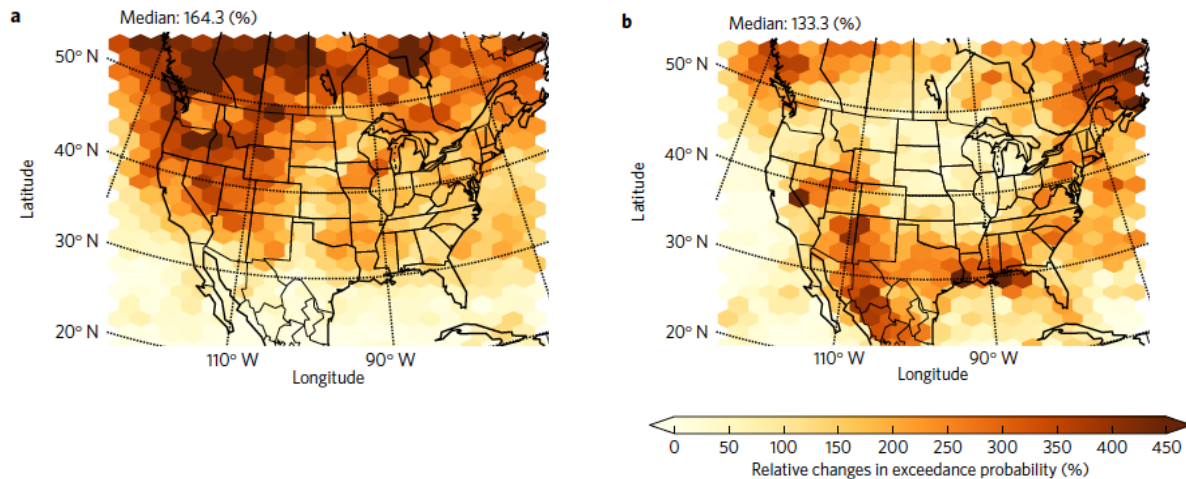 a
Median: 164.3 (%)
50° N
40° N
30° N
20° N
Latitude
110° W
90° W
Longitude
b
Median: 133.3 (%)
50° N
40° N
30° N
20° N
Latitude
110° W
90° W
Longitude
0 50 100 150 200 250 300 350 400 450
Relative changes in exceedance probability (%)